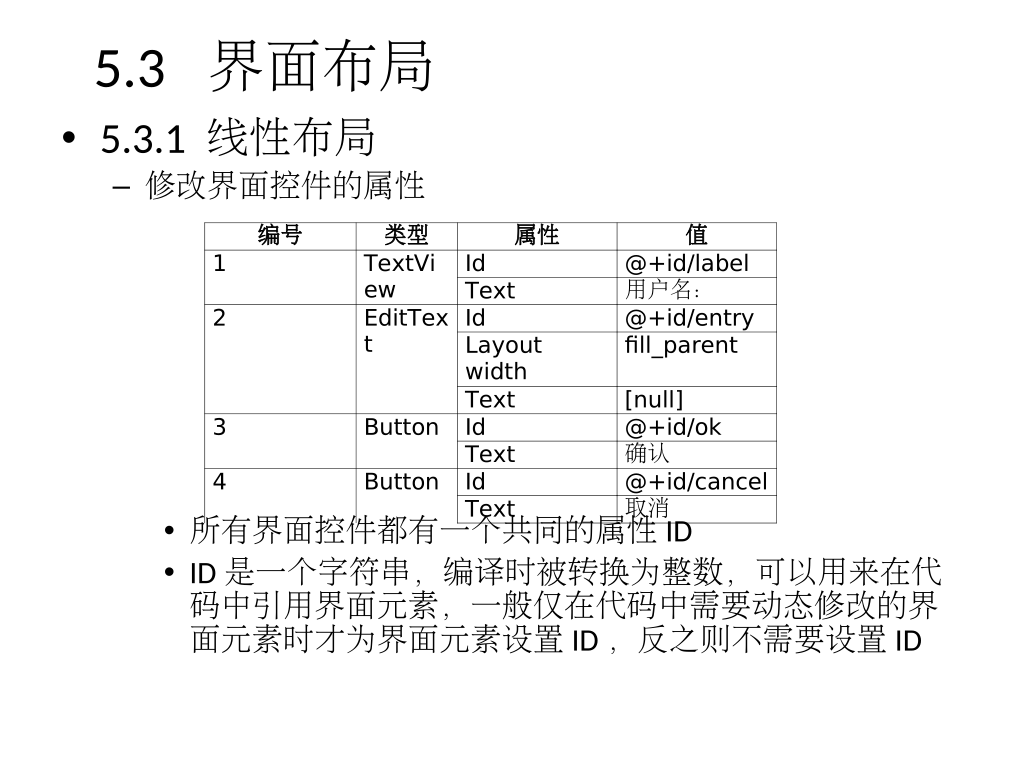 5.3 界面布局
• 5.3.1 线性布局
– 修改界面控件的属性
编号 类型 属性 值
1 TextVi Id @+id/label
ew Text 用户名：
2 EditTex Id @+id/entry
t Layout fill_parent
width
Text [null]
3 Button Id @+id/ok
Text 确认
4 Button Id @+id/cancel
Text 取消
• 所有界面控件都有一个共同的属性 ID
• ID 是一个字符串，编译时被转换为整数，可以用来在代
码中引用界面元素，一般仅在代码中需要动态修改的界
面元素时才为界面元素设置 ID ，反之则不需要设置 ID